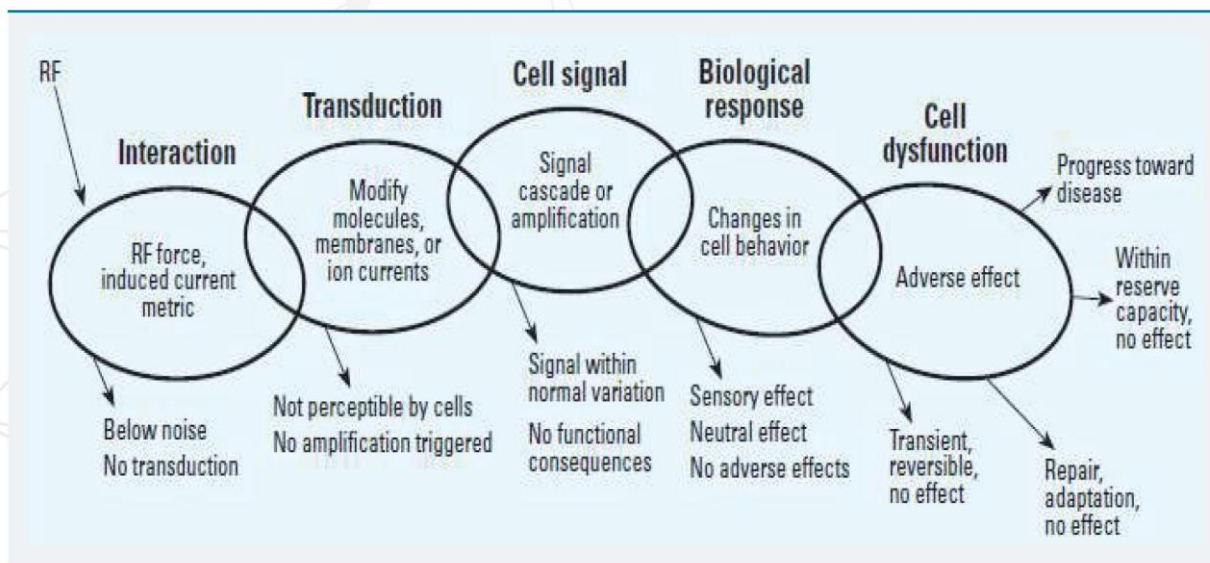 RF
Interaction
RF force,
induced current
metric
Below noise
No transduction
Transduction
Modify
molecules,
membranes, or
ion currents
Not perceptible by cells
No amplification triggered
Cell signal
Signal
cascade or
amplification
Signal within
normal variation
No functional
consequences
Biological
response
Changes in
cell behavior
Sensory effect
Neutral effect
No adverse effects
Cell
dysfunction
Adverse effect
Transient,
reversible,
no effect
Repair,
adaptation,
no effect
Within
reserve
capacity,
no effect
Progress toward
disease